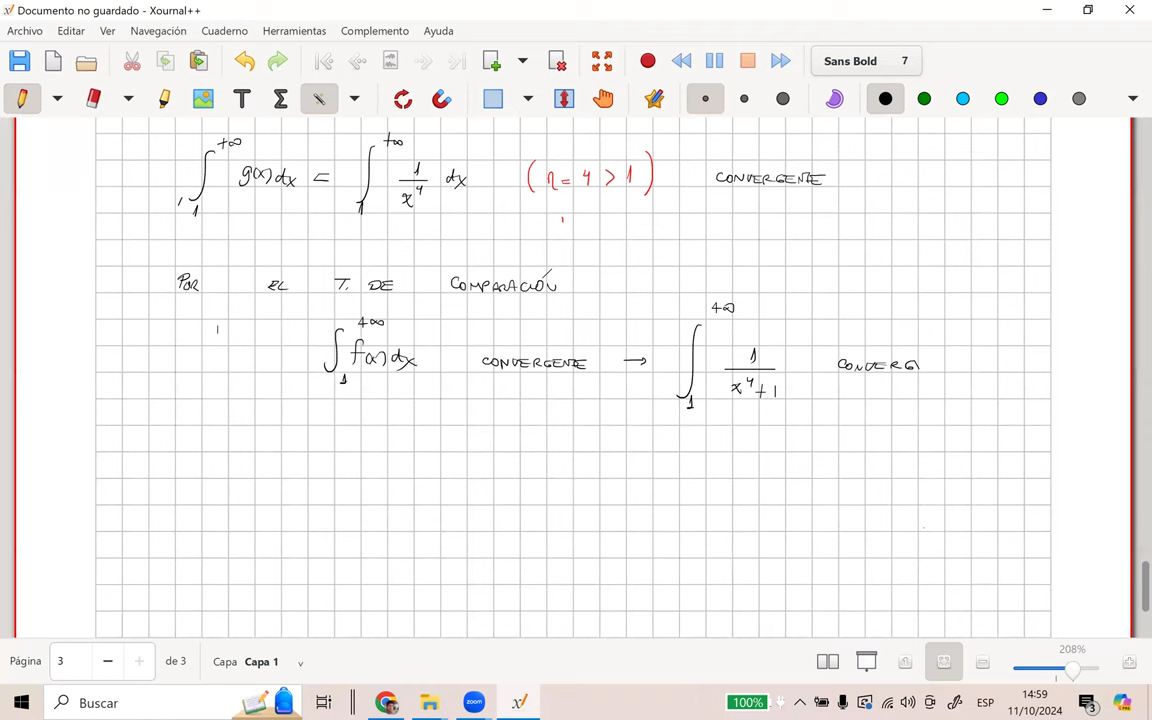 Documento no guardado - Xournal++
Archivo Editar Ver Navegación Cuaderno Herramientas Complemento Ayuda
Sans Bold 7
∫₁^{+∞} g(x) dx = ∫₁^{+∞} 1/x⁴ dx (n = 4 > 1) CONVERGENTE
POR EL T. DE COMPARACIÓN
∫₁^{+∞} f(x) dx CONVERGENTE → ∫₁^{+∞} 1/(x⁴+1) CONVERGE
Página 3 de 3 Capa Capa 1 208%
Buscar 100% ESP 14:59
11/10/2024 3